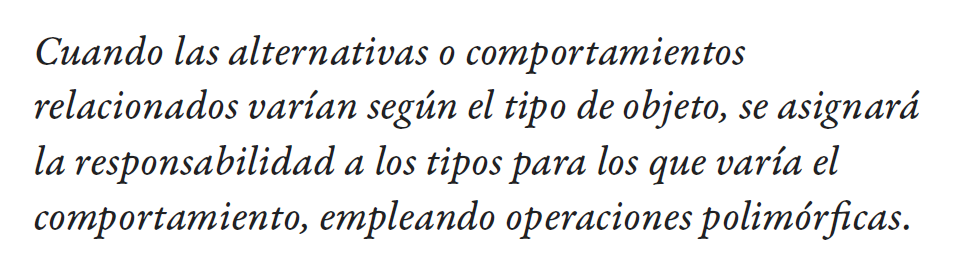 Cuando las alternativas o comportamientos
relacionados varían según el tipo de objeto, se asignará
la responsabilidad a los tipos para los que varía el
comportamiento, empleando operaciones polimórficas.